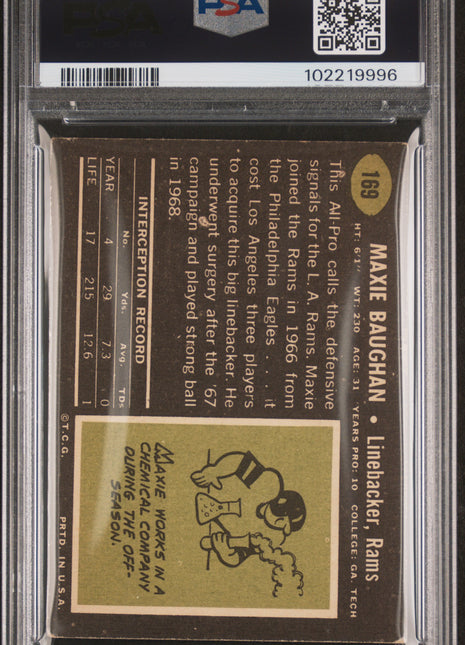 PSA
102219996
169
MAXIE BAUGHAN • Linebacker, Rams
HT: 6'1" WT: 230 AGE: 31 YEARS PRO: 10 COLLEGE: GA. TECH
This All-Pro calls the defensive
signals for the L. A. Rams. Maxie
joined the Rams in 1966 from
the Philadelphia Eagles . . . it
cost Los Angeles three players
to acquire this big linebacker. He
underwent surgery after the '67
campaign and played strong ball
in 1968.
INTERCEPTION RECORD
No. Yds. Avg. TDs
YEAR 4 29 7.3 0
LIFE 17 215 12.6 1
MAXIE WORKS IN A
CHEMICAL COMPANY
DURING THE OFF-
SEASON.
©T.C.G. PRTD. IN U.S.A.